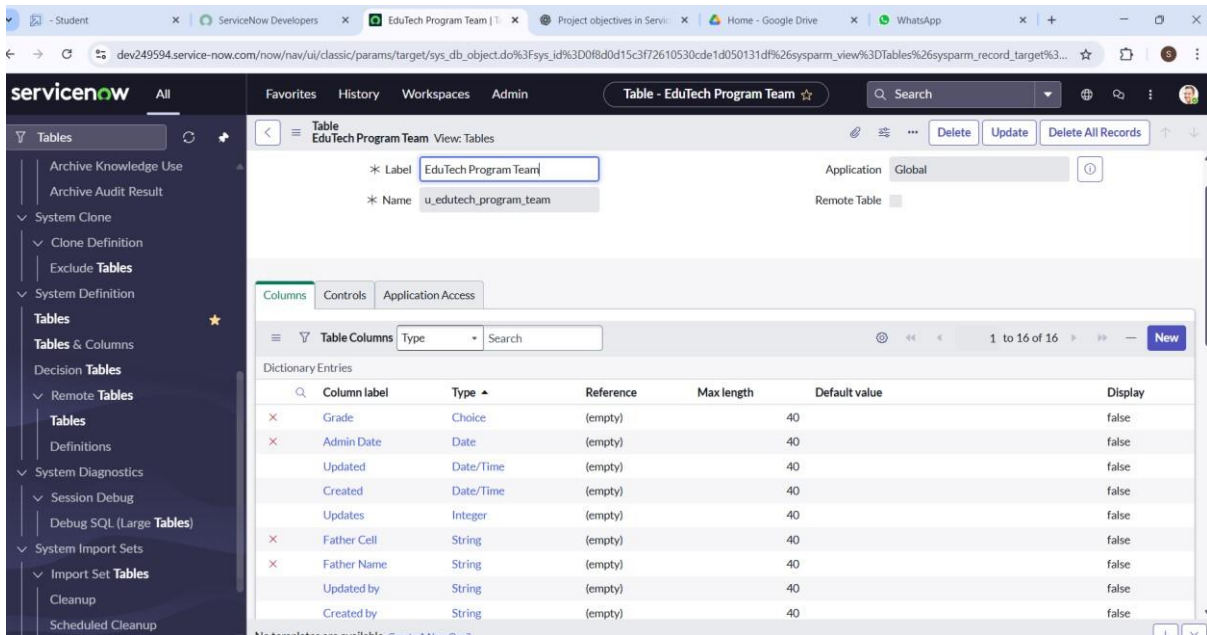 - Student
ServiceNow Developers
EduTech Program Team | T
Project objectives in Servic
Home - Google Drive
WhatsApp
dev249594.service-now.com/now/nav/ui/classic/params/target/sys_db_object.do%3Fsys_id%3D0f8d0d15c3f72610530cde1d050131df%26sysparm_view%3DTables%26sysparm_record_target%3...
S
servicenow All Favorites History Workspaces Admin Table - EduTech Program Team Search
Tables
Archive Knowledge Use
Archive Audit Result
System Clone
Clone Definition
Exclude Tables
System Definition
Tables
Tables & Columns
Decision Tables
Remote Tables
Tables
Definitions
System Diagnostics
Session Debug
Debug SQL (Large Tables)
System Import Sets
Import Set Tables
Cleanup
Scheduled Cleanup
Table
EduTech Program Team View: Tables
Delete Update Delete All Records
Label EduTech Program Team Application Global
Name u_edutech_program_team Remote Table
Columns Controls Application Access
Table Columns Type Search 1 to 16 of 16 New
Dictionary Entries
Column label Type Reference Max length Default value Display
Grade Choice (empty) 40 false
Admin Date Date (empty) 40 false
Updated Date/Time (empty) 40 false
Created Date/Time (empty) 40 false
Updates Integer (empty) 40 false
Father Cell String (empty) 40 false
Father Name String (empty) 40 false
Updated by String (empty) 40 false
Created by String (empty) 40 false